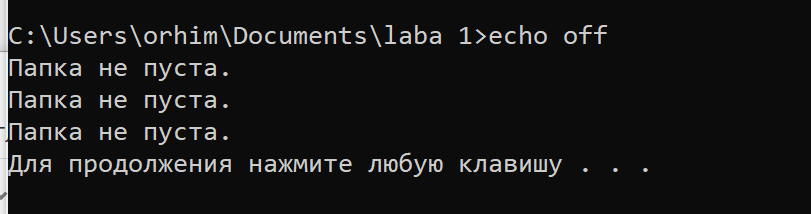 C:\Users\orhim\Documents\laba 1>echo off
Папка не пуста.
Папка не пуста.
Папка не пуста.
Для продолжения нажмите любую клавишу . . .